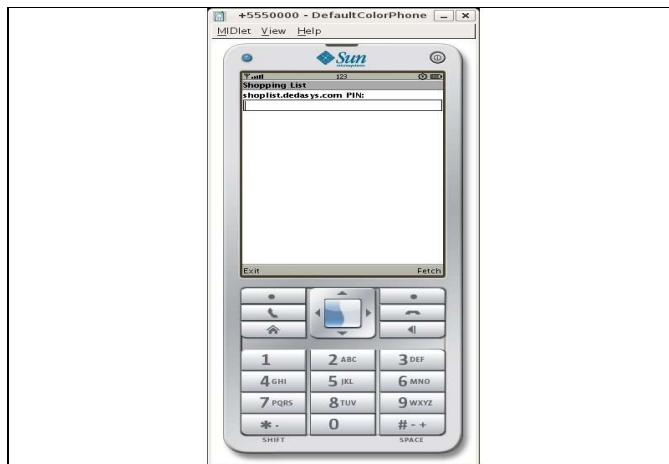 +5550000 - DefaultColorPhone
MIDlet View Help
Sun
123
Shopping List
shoplist.dedasys.com PIN:
Exit Fetch
1 2 ABC 3 DEF
4 GHI 5 JKL 6 MNO
7 PQRS 8 TUV 9 WXYZ
* . 0 # - +
SHIFT SPACE